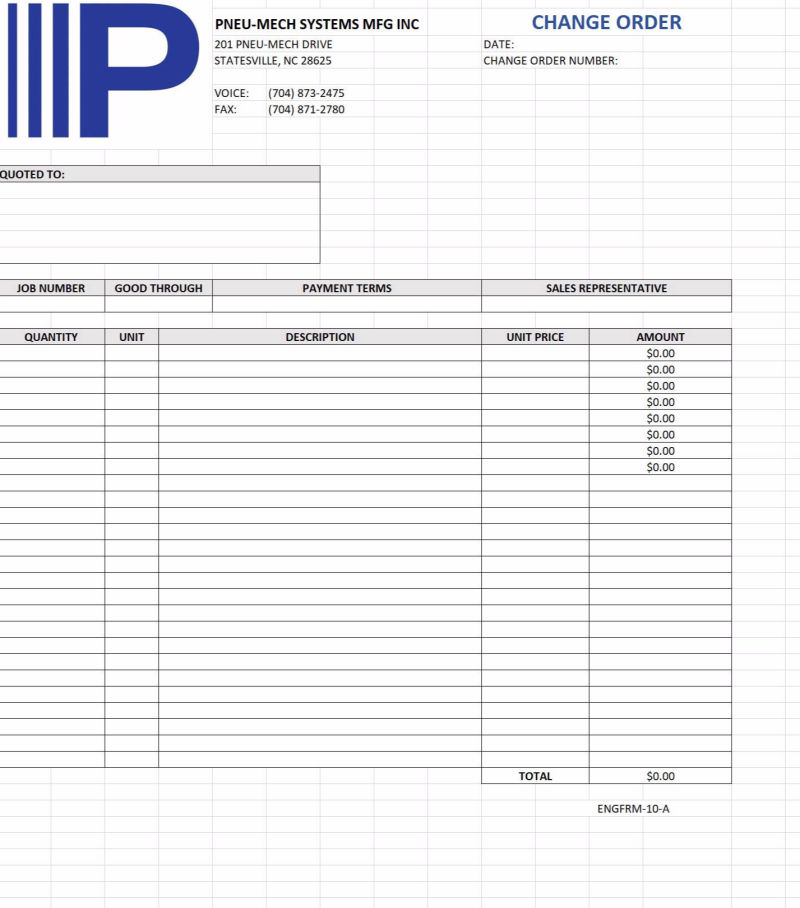 P
PNEU-MECH SYSTEMS MFG INC
CHANGE ORDER
201 PNEU-MECH DRIVE
DATE:
STATESVILLE, NC 28625
CHANGE ORDER NUMBER:
VOICE: (704) 873-2475
FAX: (704) 871-2780
QUOTED TO:
JOB NUMBER GOOD THROUGH PAYMENT TERMS SALES REPRESENTATIVE
QUANTITY UNIT DESCRIPTION UNIT PRICE AMOUNT
$0.00
$0.00
$0.00
$0.00
$0.00
$0.00
$0.00
$0.00
TOTAL $0.00
ENGFRM-10-A